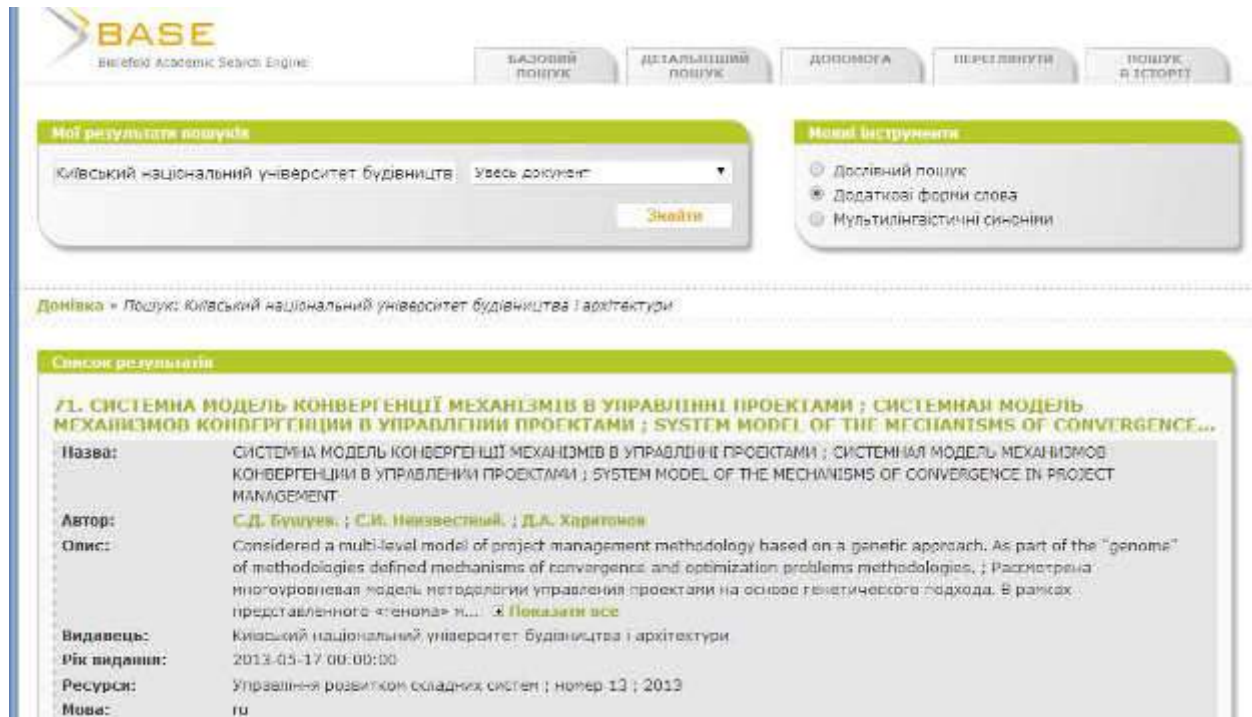 BASE
Bielefeld Academic Search Engine
БАЗОВИЙ ПОШУК
ДЕТАЛЬНІШИЙ ПОШУК
ДОПОМОГА
ПЕРЕГЛЯНУТИ
ПОШУК В ІСТОРІЇ
Мої результати пошуків
Київський національний університет будівництв Увесь документ
Знайти
Мовні інструменти
Дослівний пошук
Додаткові форми слова
Мультилінгвістичні синоніми
Домівка » Пошук: Київський національний університет будівництва і архітектури
Список результатів
71. СИСТЕМНА МОДЕЛЬ КОНВЕРГЕНЦІЇ МЕХАНІЗМІВ В УПРАВЛІННІ ПРОЕКТАМИ ; СИСТЕМНАЯ МОДЕЛЬ
МЕХАНИЗМОВ КОНВЕРГЕНЦИИ В УПРАВЛЕНИИ ПРОЕКТАМИ ; SYSTEM MODEL OF THE MECHANISMS OF CONVERGENCE...
Назва: СИСТЕМНА МОДЕЛЬ КОНВЕРГЕНЦІЇ МЕХАНІЗМІВ В УПРАВЛІННІ ПРОЕКТАМИ ; СИСТЕМНАЯ МОДЕЛЬ МЕХАНИЗМОВ
КОНВЕРГЕНЦИИ В УПРАВЛЕНИИ ПРОЕКТАМИ ; SYSTEM MODEL OF THE MECHANISMS OF CONVERGENCE IN PROJECT
MANAGEMENT
Автор: С.Д. Бушуев. ; С.И. Неизвестный. ; Д.А. Харитонов
Опис: Considered a multi-level model of project management methodology based on a genetic approach. As part of the "genome"
of methodologies defined mechanisms of convergence and optimization problems methodologies. ; Рассмотрена
многоуровневая модель методологии управления проектами на основе генетического подхода. В рамках
представленного «генома» м... Показати все
Видавець: Київський національний університет будівництва і архітектури
Рік видання: 2013-05-17 00:00:00
Ресурси: Управління розвитком складних систем ; номер 13 ; 2013
Мова: ru